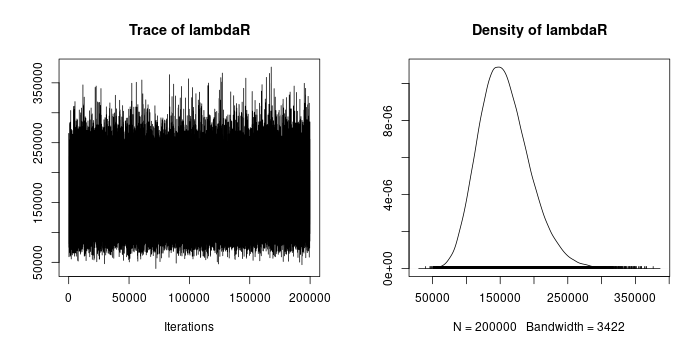 Trace of lambdaR
50000
150000
250000
350000
0
50000
100000
150000
200000
Iterations
Density of lambdaR
0e+00
4e-06
8e-06
50000
150000
250000
350000
N = 200000 Bandwidth = 3422